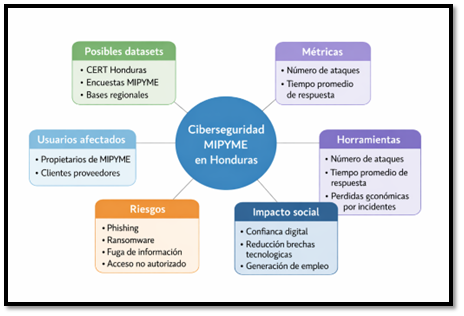 Posibles datasets
• CERT Honduras
• Encuestas MIPYME
• Bases regionales
Métricas
• Número de ataques
• Tiempo promedio
de respuesta
Ciberseguridad
MIPYME
en Honduras
Usuarios afectados
• Propietarios de MIPYME
• Clientes proveedores
Horramientas
• Número de ataques
• Tiempo promedio de
respuesta
• Perdidas gconómicas
por incidentes
Riesgos
• Phishing
• Ransomware
• Fuga de información
• Acceso no autorizado
Impacto social
• Confianca digital
• Reducción brechas
tecnologicas
• Generación de empleo